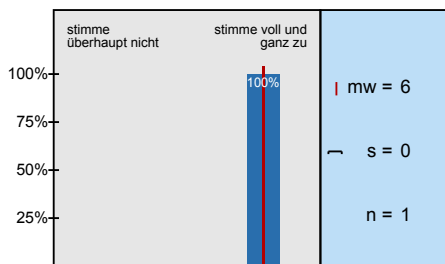 stimme
überhaupt nicht
stimme voll und
ganz zu
100%
75%
50%
25%
100%
mw = 6
s = 0
n = 1